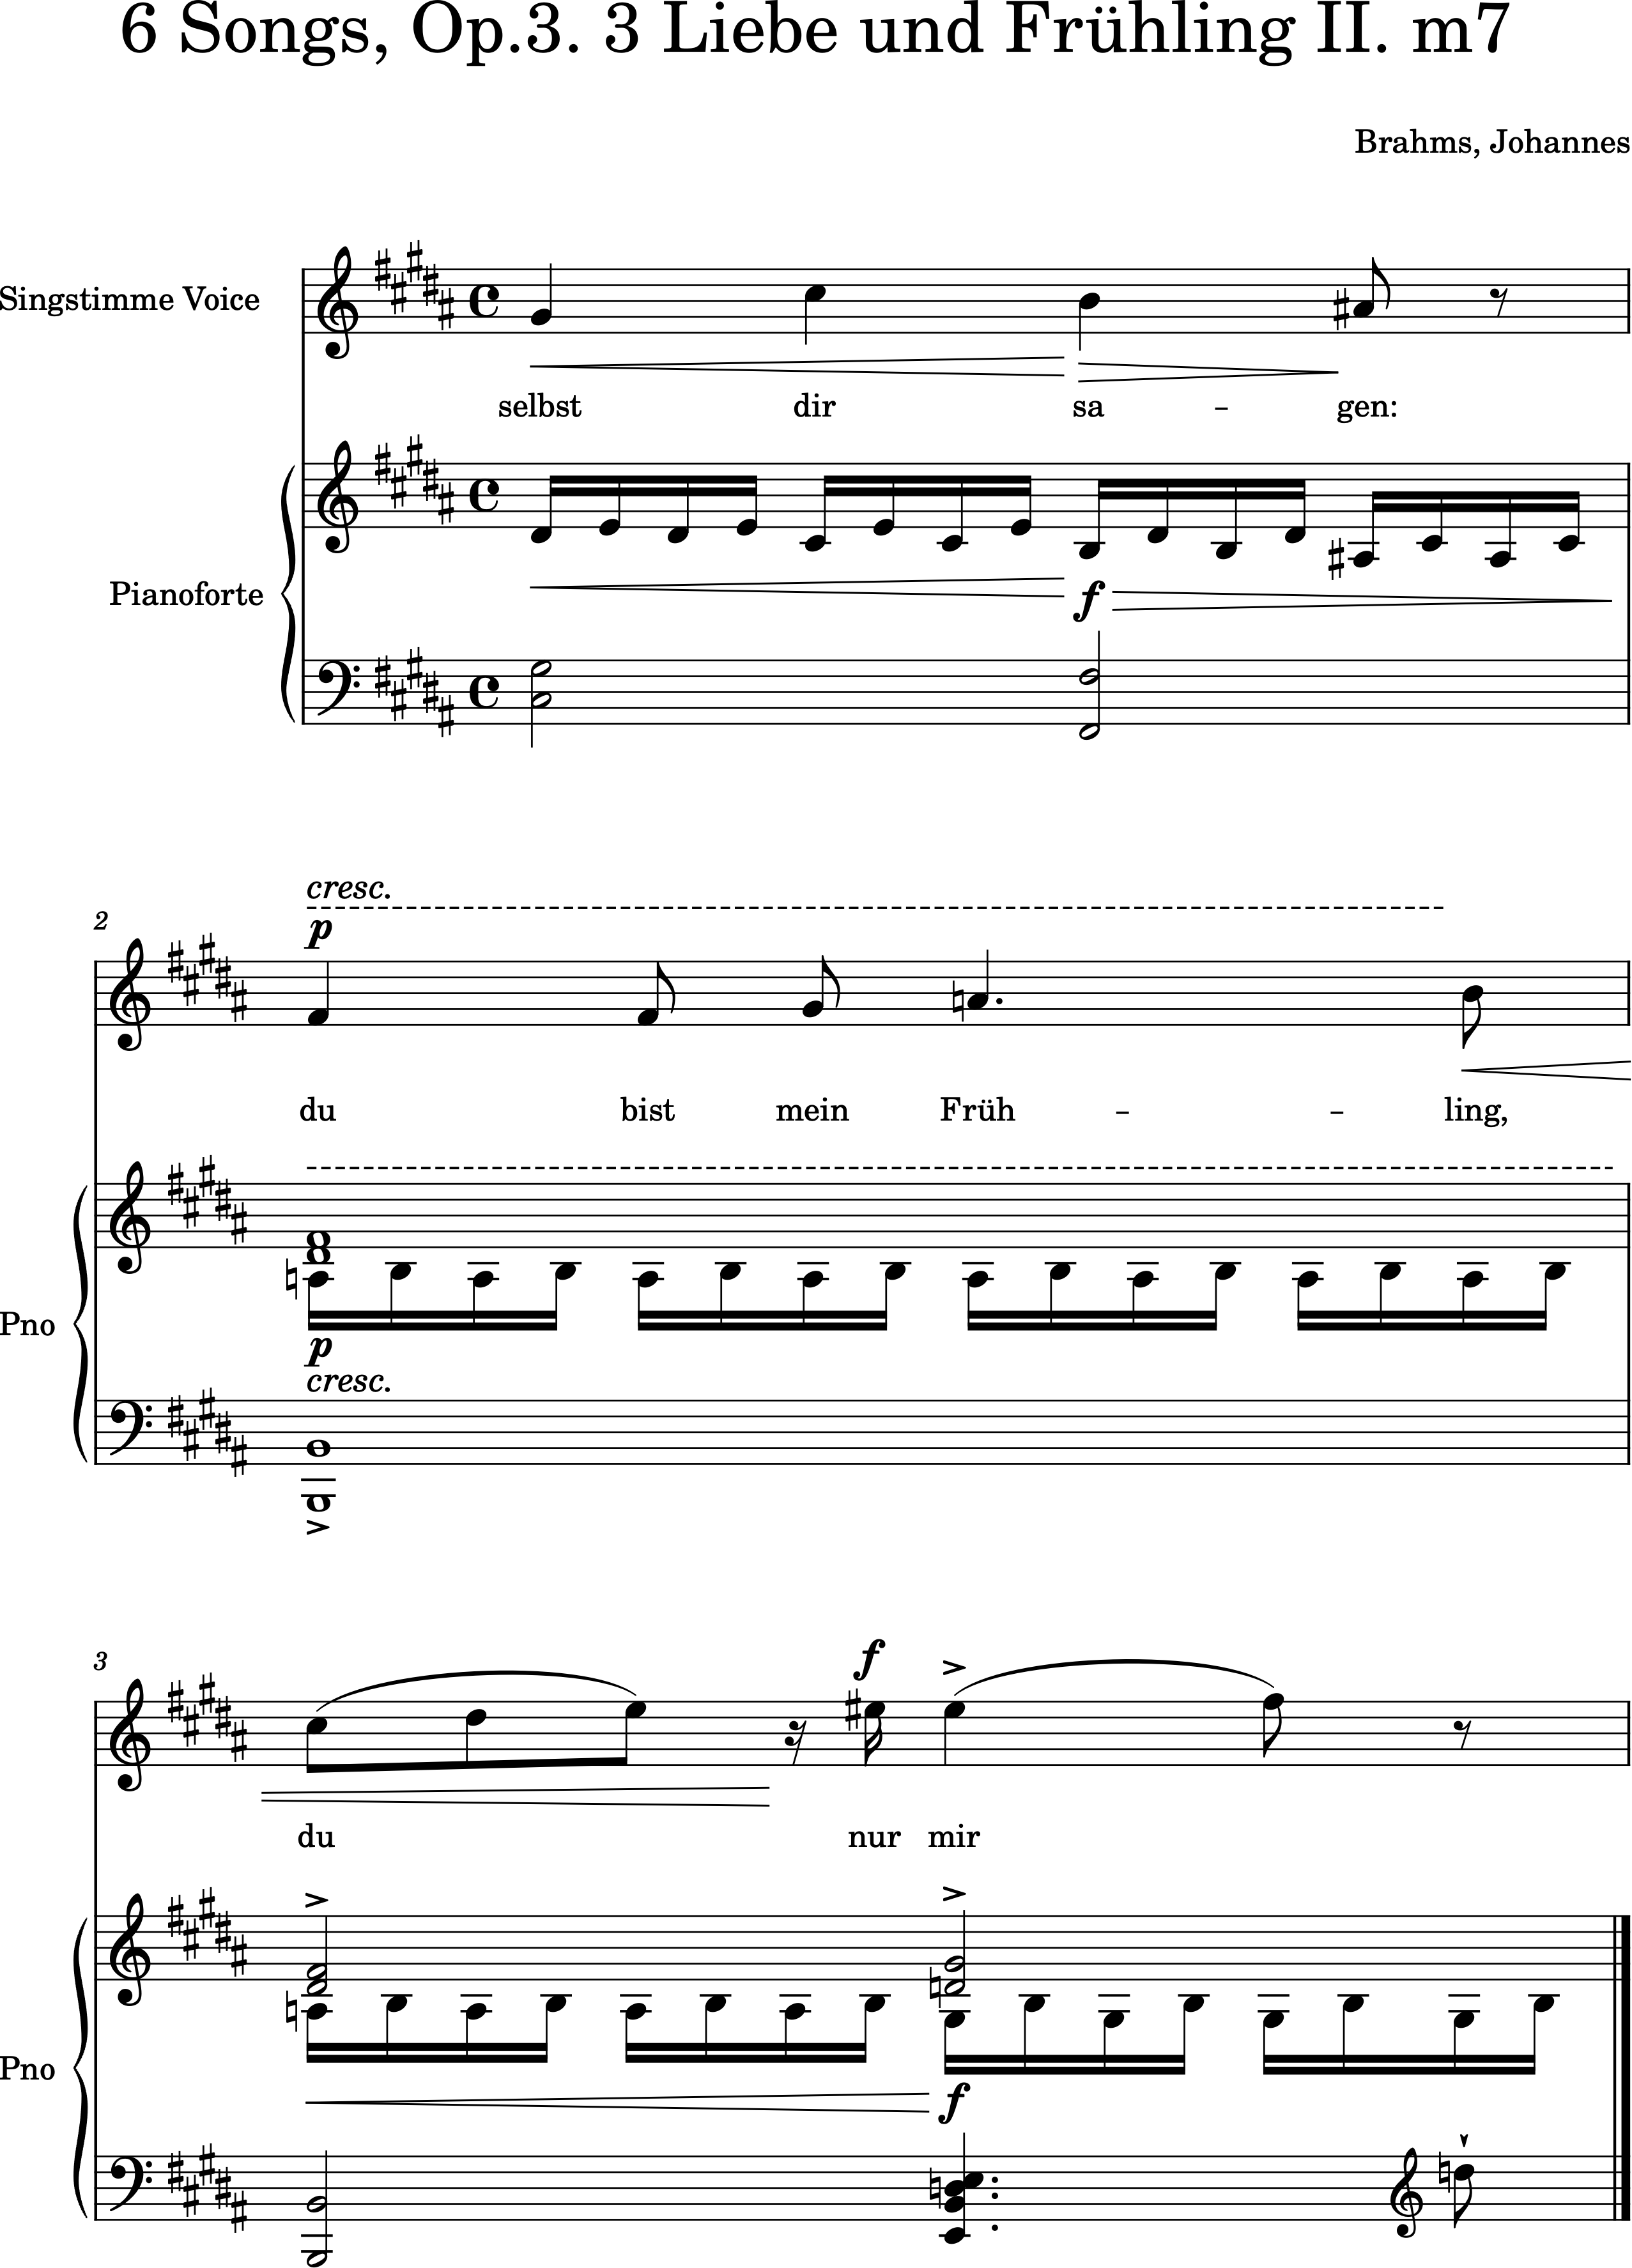 6 Songs, Op.3. 3 Liebe und Frühling II. m7
Brahms, Johannes
Singstimme Voice
selbst dir sa – gen:
Pianoforte
f
cresc.
2
p
du bist mein Früh – – ling,
Pno
p
cresc.
3
f
du nur mir
Pno
f